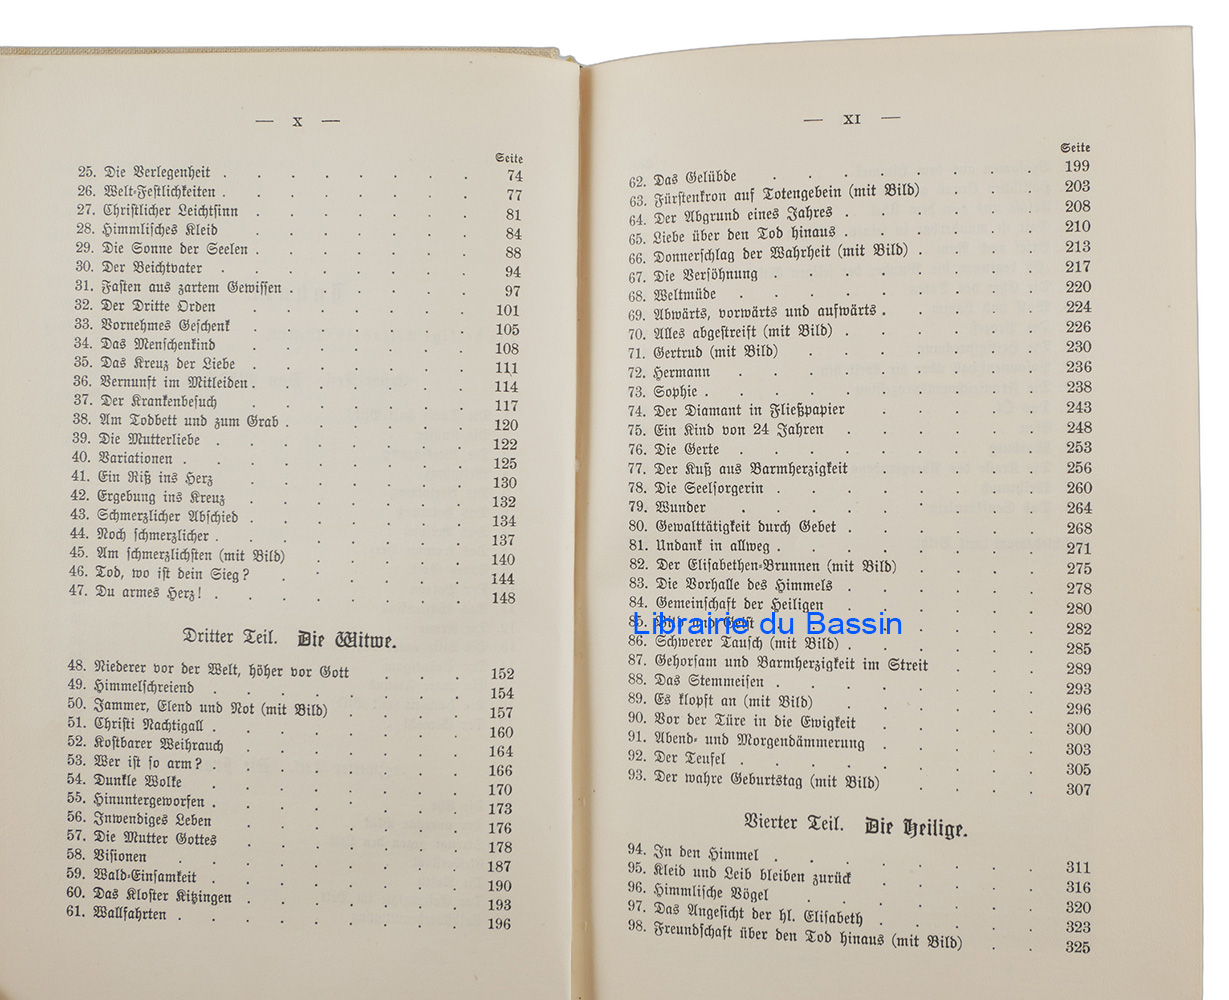 — X —
Seite
25. Die Verlegenheit . . . . . . . 74
26. Welt-Festlichkeiten . . . . . . . 77
27. Christlicher Leichtsinn . . . . . . 81
28. Himmlisches Kleid . . . . . . 84
29. Die Sonne der Seelen . . . . . . 88
30. Der Beichtvater . . . . . . . 94
31. Fasten aus zartem Gewissen . . . . . 97
32. Der Dritte Orden . . . . . . 101
33. Vornehmes Geschenk . . . . . . 105
34. Das Menschenkind . . . . . . 108
35. Das Kreuz der Liebe . . . . . . 111
36. Vernunft im Mitleiden . . . . . . 114
37. Der Krankenbesuch . . . . . . 117
38. Am Todbett und zum Grab . . . . . 120
39. Die Mutterliebe . . . . . . . 122
40. Variationen . . . . . . . . 125
41. Ein Riß ins Herz . . . . . . 130
42. Ergebung ins Kreuz . . . . . . 132
43. Schmerzlicher Abschied . . . . . . 134
44. Noch schmerzlicher . . . . . . . 137
45. Am schmerzlichsten (mit Bild) . . . . . 140
46. Tod, wo ist dein Sieg? . . . . . 144
47. Du armes Herz! . . . . . . . 148
Dritter Teil. Die Witwe.
48. Niederer vor der Welt, höher vor Gott . . . 152
49. Himmelschreiend . . . . . . . 154
50. Jammer, Elend und Not (mit Bild) . . . . 157
51. Christi Nachtigall . . . . . . . 160
52. Kostbarer Weihrauch . . . . . . 164
53. Wer ist so arm? . . . . . . . 166
54. Dunkle Wolke . . . . . . . 170
55. Hinuntergeworfen . . . . . . . 173
56. Inwendiges Leben . . . . . . 176
57. Die Mutter Gottes . . . . . . 178
58. Visionen . . . . . . . . 187
59. Wald-Einsamkeit . . . . . . . 190
60. Das Kloster Kitzingen . . . . . . 193
61. Wallfahrten . . . . . . . . 196
— XI —
Seite
62. Das Gelübde . . . . . . . 199
63. Fürstenkron auf Totengebein (mit Bild) . . . 203
64. Der Abgrund eines Jahres . . . . . 208
65. Liebe über den Tod hinaus . . . . . 210
66. Donnerschlag der Wahrheit (mit Bild) . . . 213
67. Die Versöhnung . . . . . . . 217
68. Weltmüde . . . . . . . . 220
69. Abwärts, vorwärts und aufwärts . . . . 224
70. Alles abgestreift (mit Bild) . . . . . 226
71. Gertrud (mit Bild) . . . . . . 230
72. Hermann . . . . . . . . 236
73. Sophie . . . . . . . . . 238
74. Der Diamant in Fließpapier . . . . 243
75. Ein Kind von 24 Jahren . . . . . 248
76. Die Gerte . . . . . . . . 253
77. Der Kuß aus Barmherzigkeit . . . . 256
78. Die Seelsorgerin . . . . . . . 260
79. Wunder . . . . . . . . 264
80. Gewalttätigkeit durch Gebet . . . . . 268
81. Undank in allweg . . . . . . . 271
82. Der Elisabethen-Brunnen (mit Bild) . . . 275
83. Die Vorhalle des Himmels . . . . . 278
84. Gemeinschaft der Heiligen . . . . . 280
85. Bild und Gebt . . . . . . . 282
Librairie du Bassin
86. Schwerer Tausch (mit Bild) . . . . . 285
87. Gehorsam und Barmherzigkeit im Streit . . 289
88. Das Stemmeisen . . . . . . . 293
89. Es klopft an (mit Bild) . . . . . 296
90. Vor der Türe in die Ewigkeit . . . . 300
91. Abend- und Morgendämmerung . . . . 303
92. Der Teufel . . . . . . . . 305
93. Der wahre Geburtstag (mit Bild) . . . . 307
Vierter Teil. Die Heilige.
94. In den Himmel . . . . . . . 311
95. Kleid und Leib bleiben zurück . . . . 316
96. Himmlische Vögel . . . . . . 320
97. Das Angesicht der hl. Elisabeth . . . . 323
98. Freundschaft über den Tod hinaus (mit Bild) . . 325